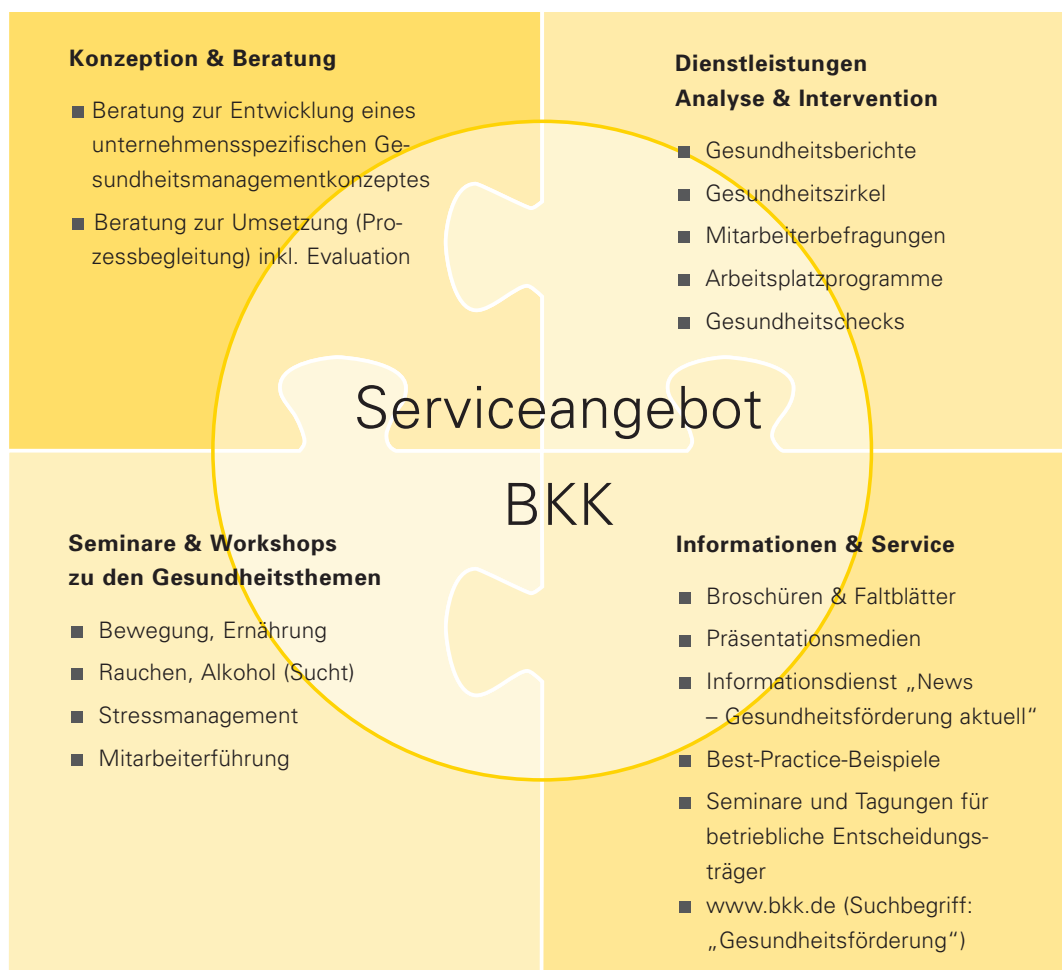 Konzeption & Beratung
■ Beratung zur Entwicklung eines
unternehmensspezifischen Ge-
sundheitsmanagementkonzeptes
■ Beratung zur Umsetzung (Pro-
zessbegleitung) inkl. Evaluation
Dienstleistungen
Analyse & Intervention
■ Gesundheitsberichte
■ Gesundheitszirkel
■ Mitarbeiterbefragungen
■ Arbeitsplatzprogramme
■ Gesundheitschecks
Serviceangebot
BKK
Seminare & Workshops
zu den Gesundheitsthemen
■ Bewegung, Ernährung
■ Rauchen, Alkohol (Sucht)
■ Stressmanagement
■ Mitarbeiterführung
Informationen & Service
■ Broschüren & Faltblätter
■ Präsentationsmedien
■ Informationsdienst „News
– Gesundheitsförderung aktuell“
■ Best-Practice-Beispiele
■ Seminare und Tagungen für
betriebliche Entscheidungs-
träger
■ www.bkk.de (Suchbegriff:
„Gesundheitsförderung“)